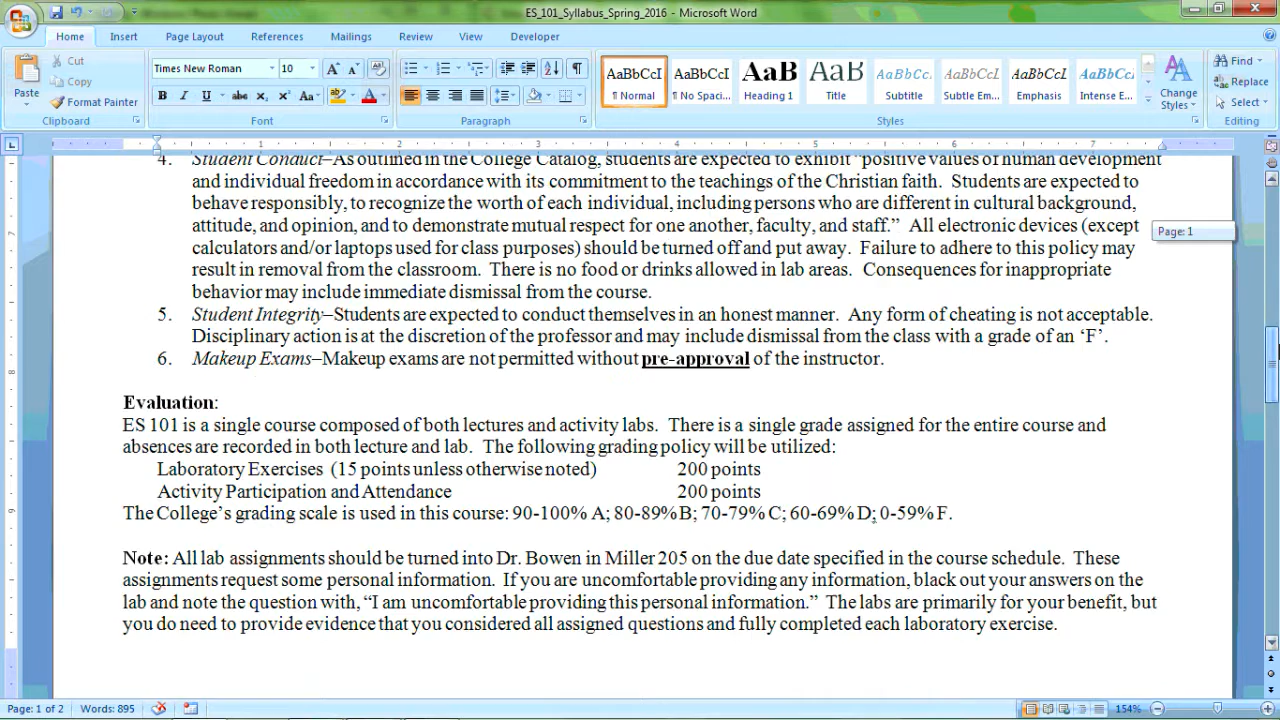 ES_101_Syllabus_Spring_2016 - Microsoft Word
Home Insert Page Layout References Mailings Review View Developer
Cut
Copy
Format Painter
Paste
Clipboard
Times New Roman 10
Font
Paragraph
AaBbCcI AaBbCcI AaB AaBbC AaBbCcI AaBbCcI AaBbCcI AaBbCcI
¶ Normal ¶ No Spaci... Heading 1 Title Subtitle Subtle Em... Emphasis Intense E...
Change Styles
Styles
Find
Replace
Select
Editing
1 2 3 4 5 6 7
4. Student Conduct–As outlined in the College Catalog, students are expected to exhibit “positive values of human development
and individual freedom in accordance with its commitment to the teachings of the Christian faith. Students are expected to
behave responsibly, to recognize the worth of each individual, including persons who are different in cultural background,
attitude, and opinion, and to demonstrate mutual respect for one another, faculty, and staff.” All electronic devices (except
calculators and/or laptops used for class purposes) should be turned off and put away. Failure to adhere to this policy may
result in removal from the classroom. There is no food or drinks allowed in lab areas. Consequences for inappropriate
behavior may include immediate dismissal from the course.
Page: 1
5. Student Integrity–Students are expected to conduct themselves in an honest manner. Any form of cheating is not acceptable.
Disciplinary action is at the discretion of the professor and may include dismissal from the class with a grade of an ‘F’.
6. Makeup Exams–Makeup exams are not permitted without pre-approval of the instructor.
Evaluation:
ES 101 is a single course composed of both lectures and activity labs. There is a single grade assigned for the entire course and
absences are recorded in both lecture and lab. The following grading policy will be utilized:
Laboratory Exercises (15 points unless otherwise noted) 200 points
Activity Participation and Attendance 200 points
The College’s grading scale is used in this course: 90-100% A; 80-89% B; 70-79% C; 60-69% D; 0-59% F.
Note: All lab assignments should be turned into Dr. Bowen in Miller 205 on the due date specified in the course schedule. These
assignments request some personal information. If you are uncomfortable providing any information, black out your answers on the
lab and note the question with, “I am uncomfortable providing this personal information.” The labs are primarily for your benefit, but
you do need to provide evidence that you considered all assigned questions and fully completed each laboratory exercise.
Page: 1 of 2 Words: 895 154%